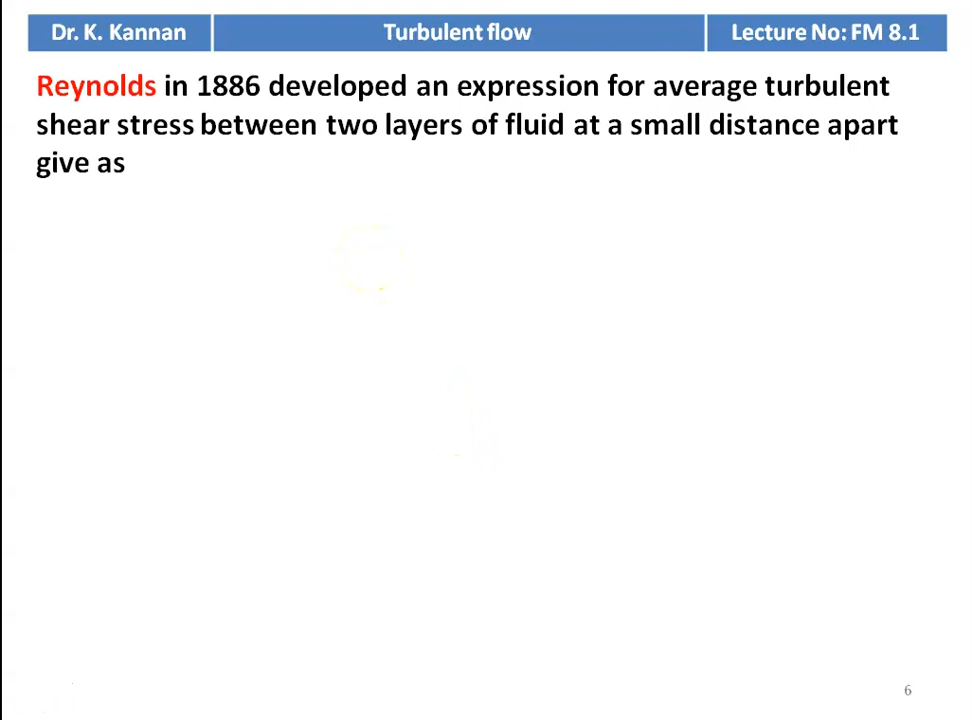 Dr. K. Kannan
Turbulent flow
Lecture No: FM 8.1
Reynolds in 1886 developed an expression for average turbulent
shear stress between two layers of fluid at a small distance apart
give as
6